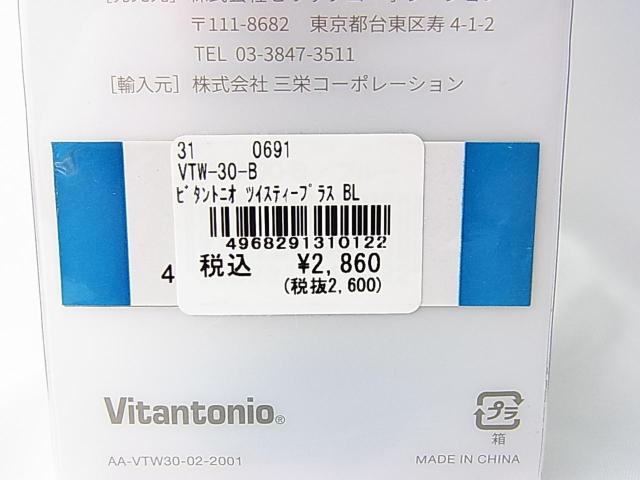 〒111-8682 東京都台東区寿 4-1-2
TEL 03-3847-3511
[輸入元] 株式会社 三栄コーポレーション
31 0691
VTW-30-B
ﾋﾞﾀﾝﾄﾆｵ ﾂｲｽﾃｨｰﾌﾟﾗｽ BL
4968291310122
4
税込 ¥2,860
(税抜2,600)
Vitantonio®
プラ
箱
AA-VTW30-02-2001
MADE IN CHINA